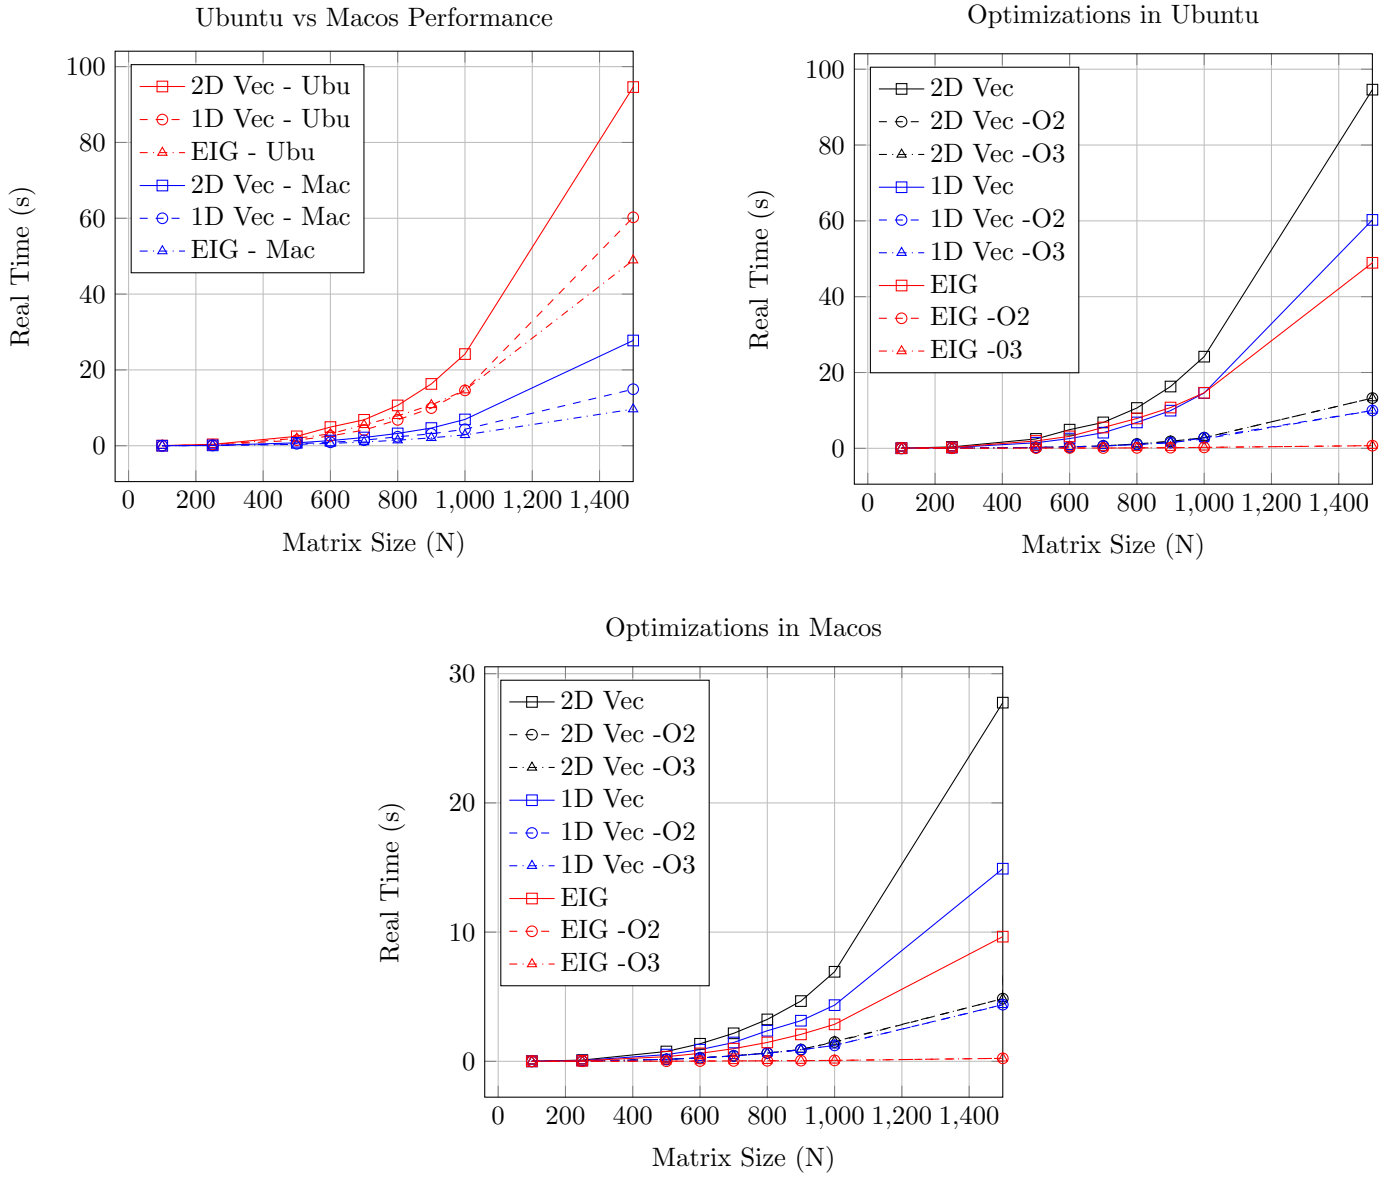 Ubuntu vs Macos Performance
100
80
60
40
20
0
0
200
400
600
800
1,000
1,200
1,400
Real Time (s)
Matrix Size (N)
2D Vec - Ubu
1D Vec - Ubu
EIG - Ubu
2D Vec - Mac
1D Vec - Mac
EIG - Mac
Optimizations in Ubuntu
100
80
60
40
20
0
0
200
400
600
800
1,000
1,200
1,400
Real Time (s)
Matrix Size (N)
2D Vec
2D Vec -O2
2D Vec -O3
1D Vec
1D Vec -O2
1D Vec -O3
EIG
EIG -O2
EIG -03
Optimizations in Macos
30
20
10
0
0
200
400
600
800
1,000
1,200
1,400
Real Time (s)
Matrix Size (N)
2D Vec
2D Vec -O2
2D Vec -O3
1D Vec
1D Vec -O2
1D Vec -O3
EIG
EIG -O2
EIG -O3